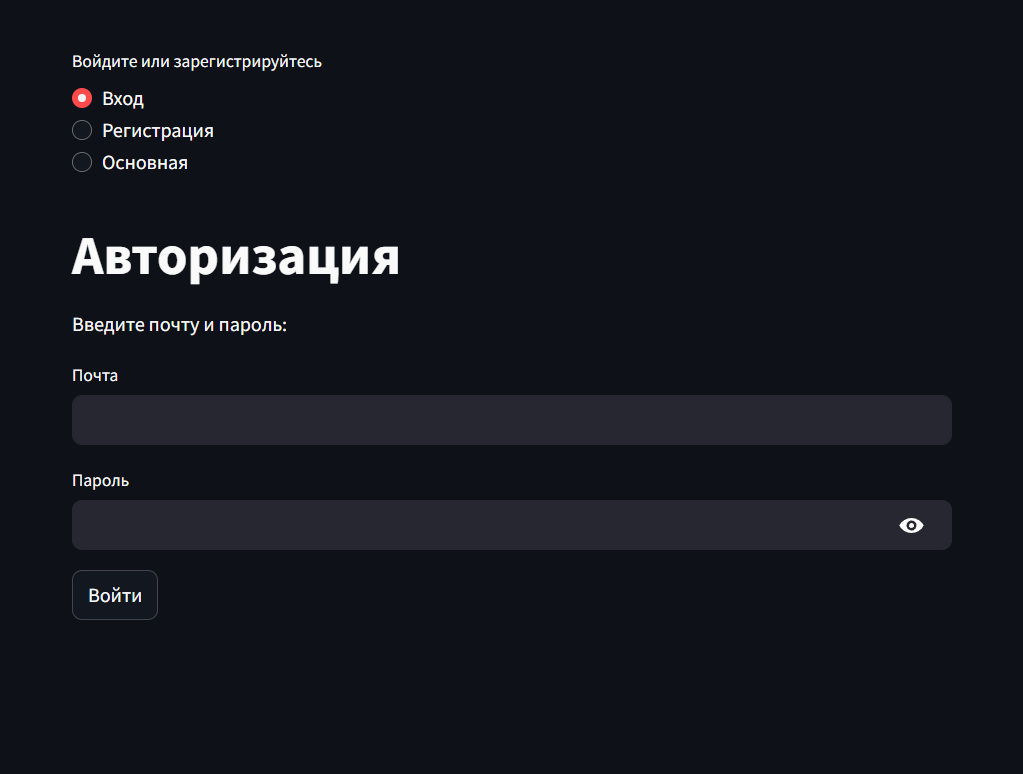 Войдите или зарегистрируйтесь
Вход
Регистрация
Основная
Авторизация
Введите почту и пароль:
Почта
Пароль
Войти